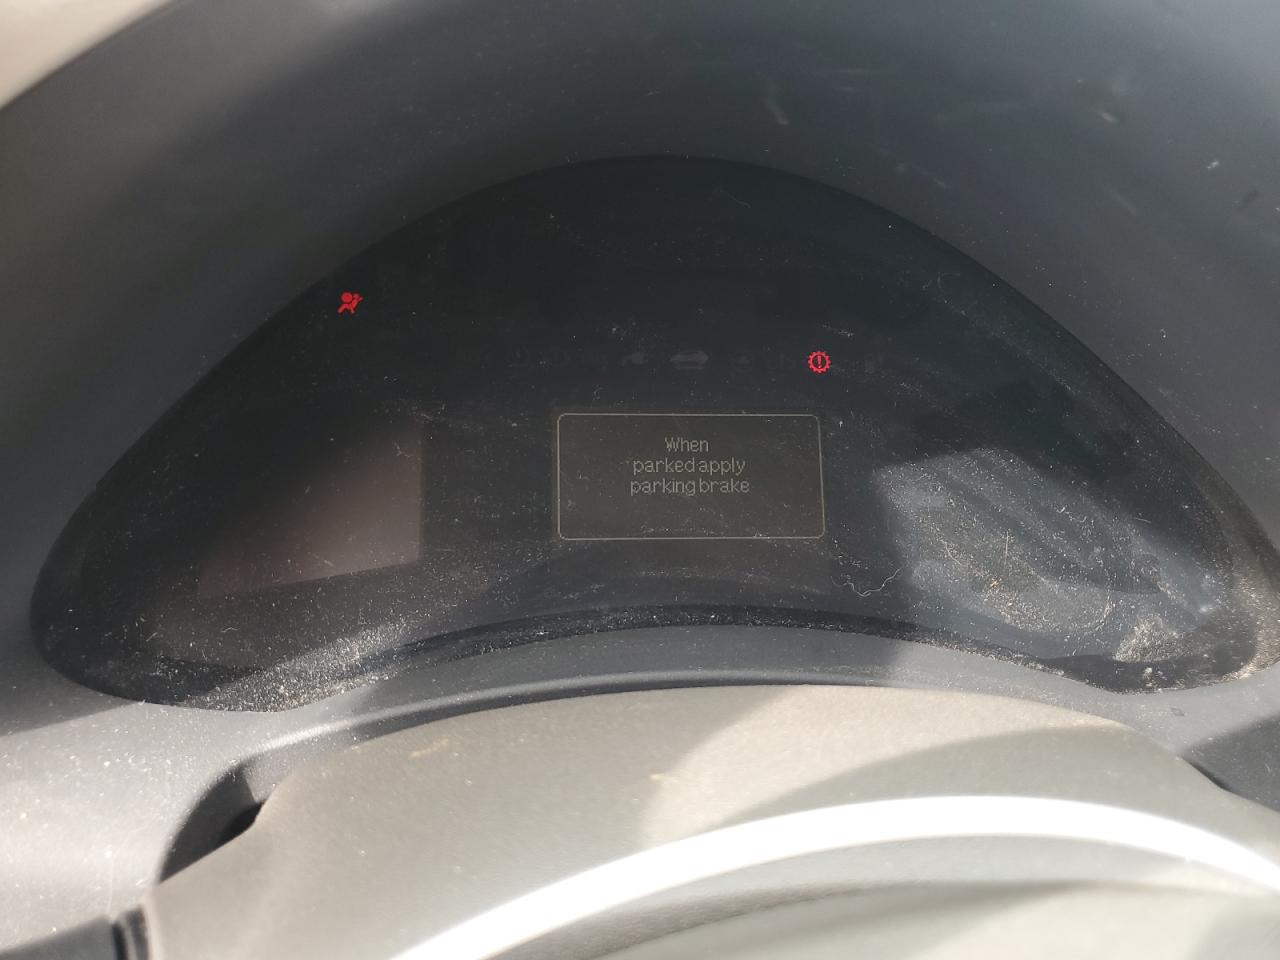 When
parked apply
parking brake